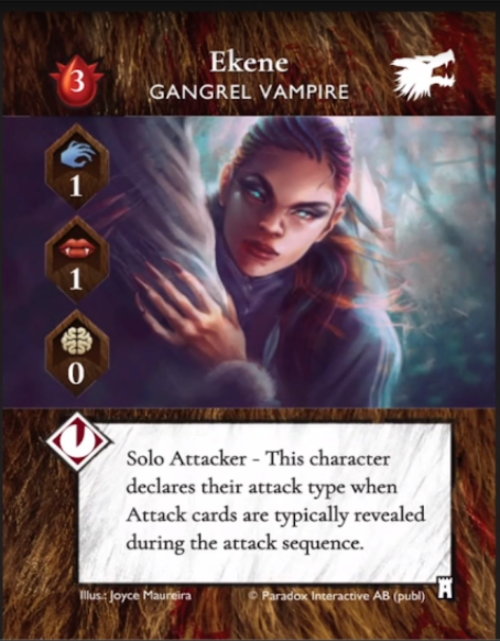 Ekene
3
GANGREL VAMPIRE
1
1
0
Solo Attacker - This character
declares their attack type when
Attack cards are typically revealed
during the attack sequence.
Illus.: Joyce Maureira © Paradox Interactive AB (publ)